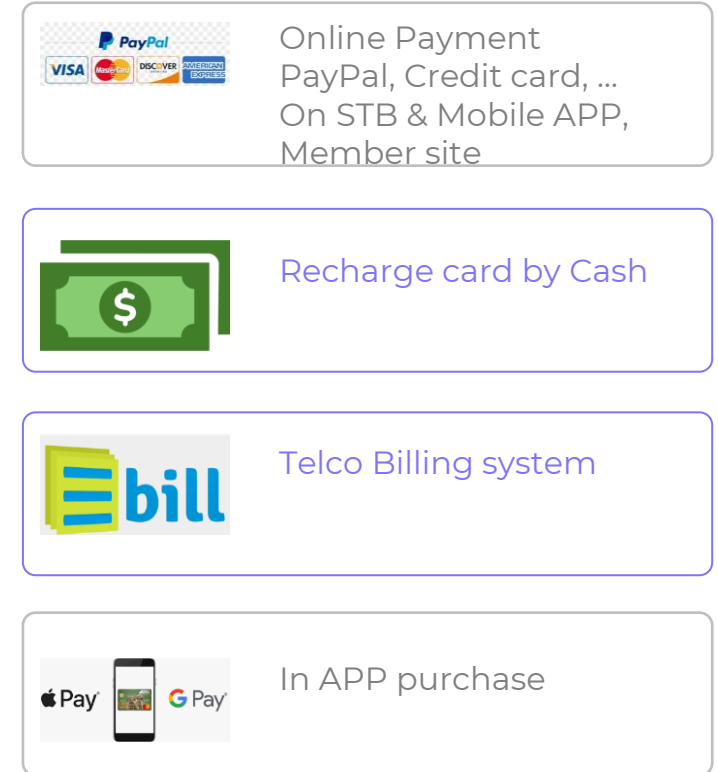 PayPal
VISA MasterCard DISCOVER AMERICAN EXPRESS
Online Payment
PayPal, Credit card, ...
On STB & Mobile APP,
Member site
$
Recharge card by Cash
bill
Telco Billing system
Pay
G Pay
In APP purchase